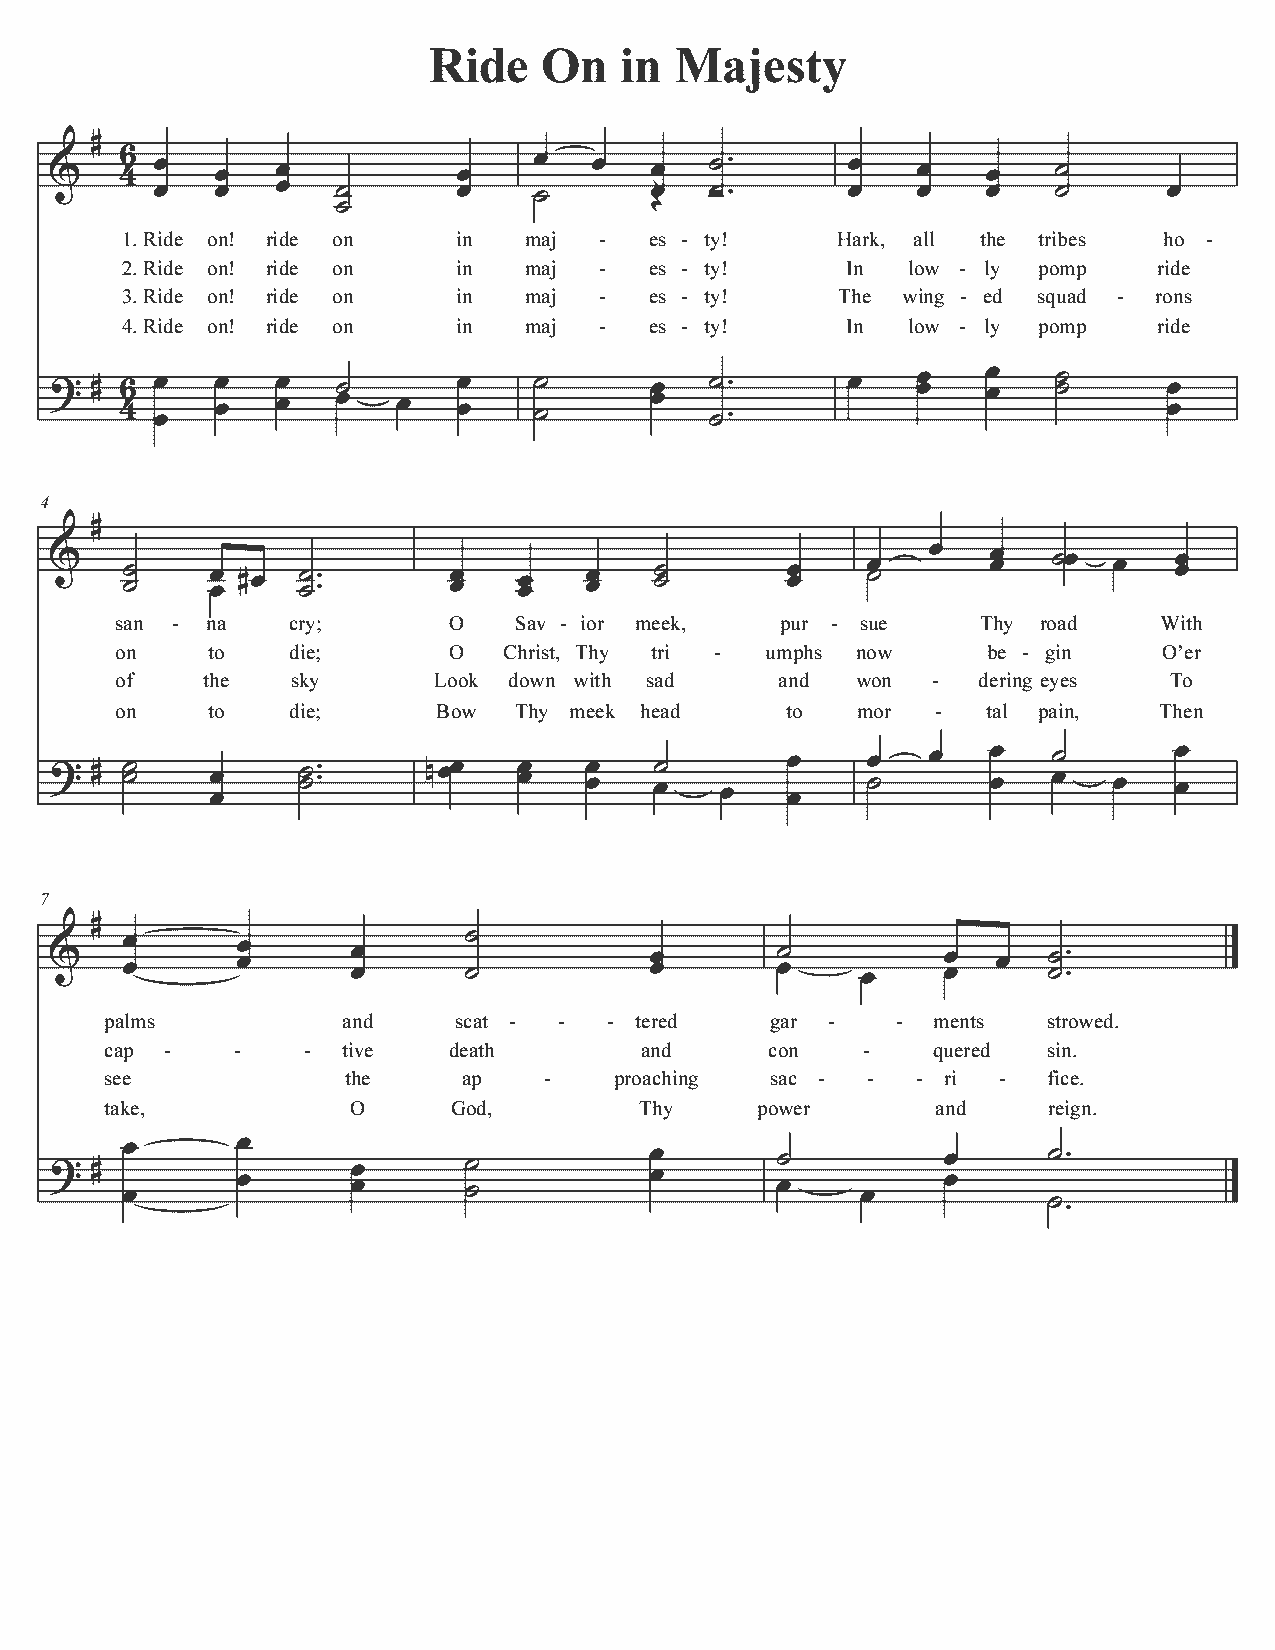 Ride On in Majesty
6
4
1. Ride on! ride on in maj - es - ty! Hark, all the tribes ho -
2. Ride on! ride on in maj - es - ty! In low - ly pomp ride
3. Ride on! ride on in maj - es - ty! The wing - ed squad - rons
4. Ride on! ride on in maj - es - ty! In low - ly pomp ride
6
4
4
san - na cry; O Sav - ior meek, pur - sue Thy road With
on to die; O Christ, Thy tri - umphs now be - gin O’er
of the sky Look down with sad and won - dering eyes To
on to die; Bow Thy meek head to mor - tal pain, Then
7
palms and scat - - - tered gar - - ments strowed.
cap - - - tive death and con - quered sin.
see the ap - proaching sac - - - ri - fice.
take, O God, Thy power and reign.